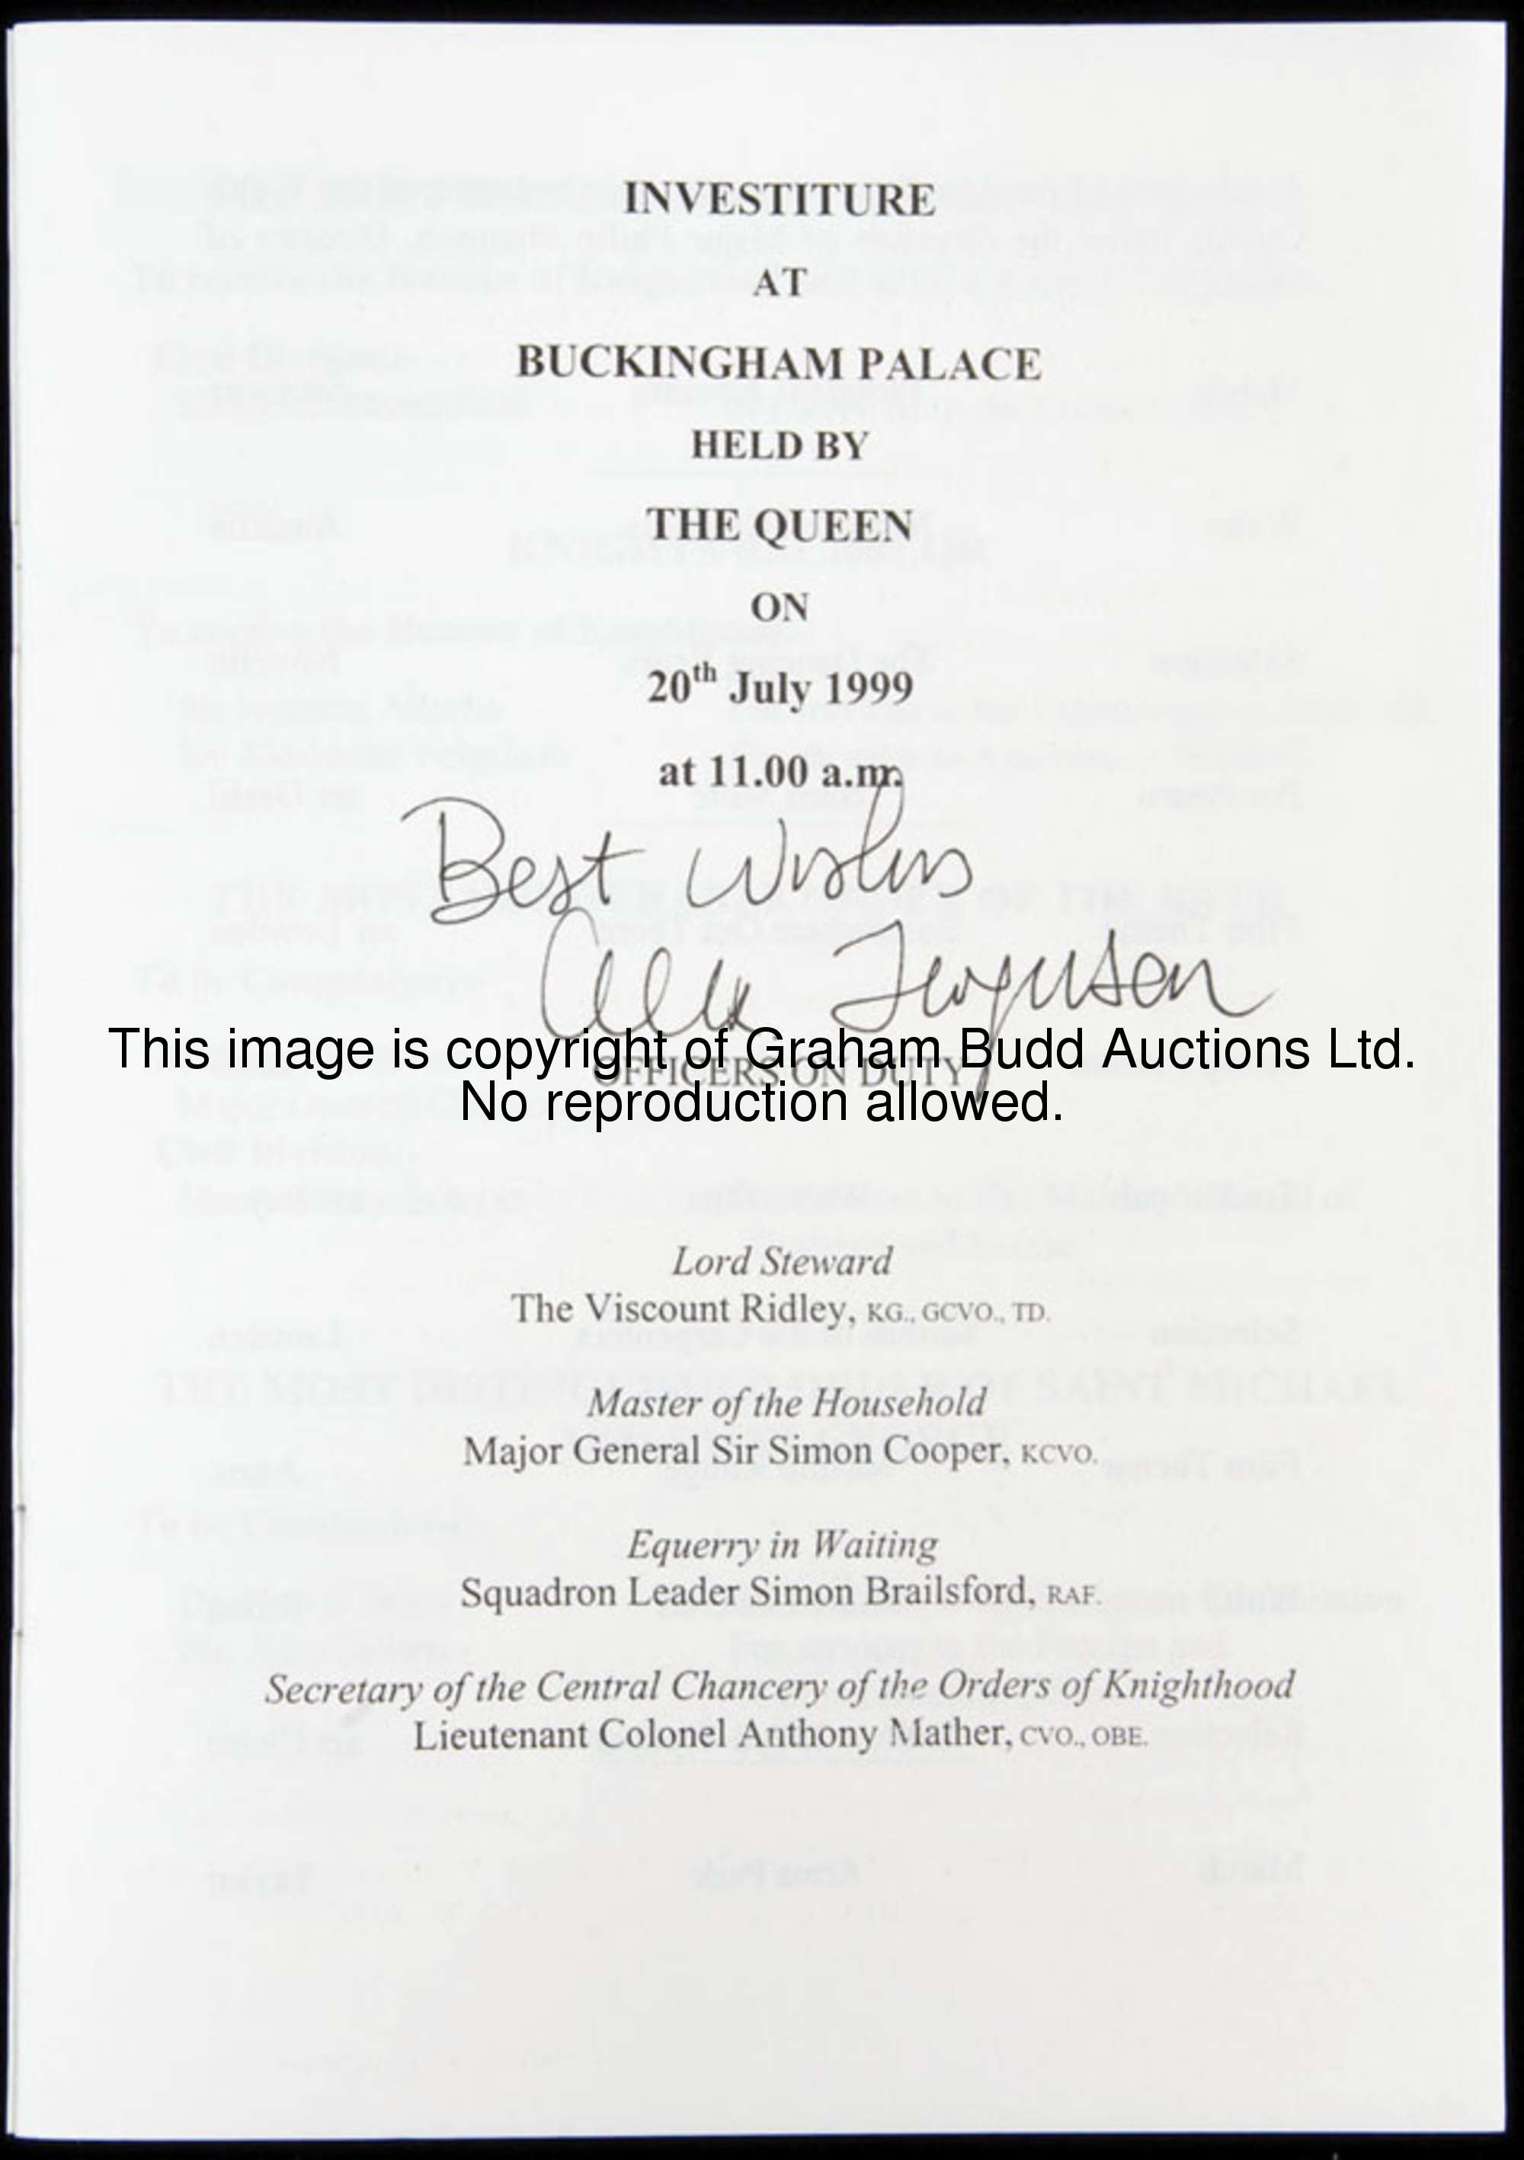 INVESTITURE
AT
BUCKINGHAM PALACE
HELD BY
THE QUEEN
ON
20th July 1999
at 11.00 a.m.
Best Wishes
Alex Ferguson
This image is copyright of Graham Budd Auctions Ltd.
OFFICERS ON DUTY
No reproduction allowed.
Lord Steward
The Viscount Ridley, KG., GCVO., TD.
Master of the Household
Major General Sir Simon Cooper, KCVO.
Equerry in Waiting
Squadron Leader Simon Brailsford, RAF.
Secretary of the Central Chancery of the Orders of Knighthood
Lieutenant Colonel Anthony Mather, CVO., OBE.